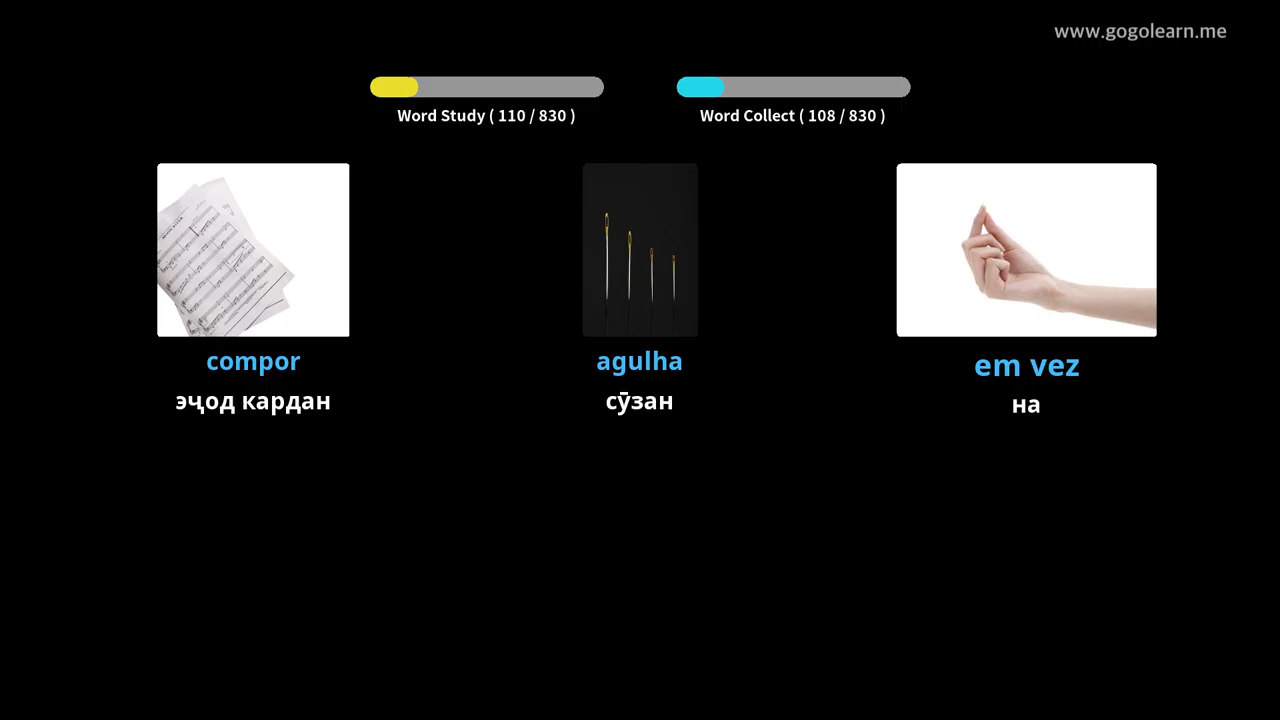 www.gogolearn.me
Word Study ( 110 / 830 )
Word Collect ( 108 / 830 )
compor
agulha
em vez
эҷод кардан
сӯзан
на